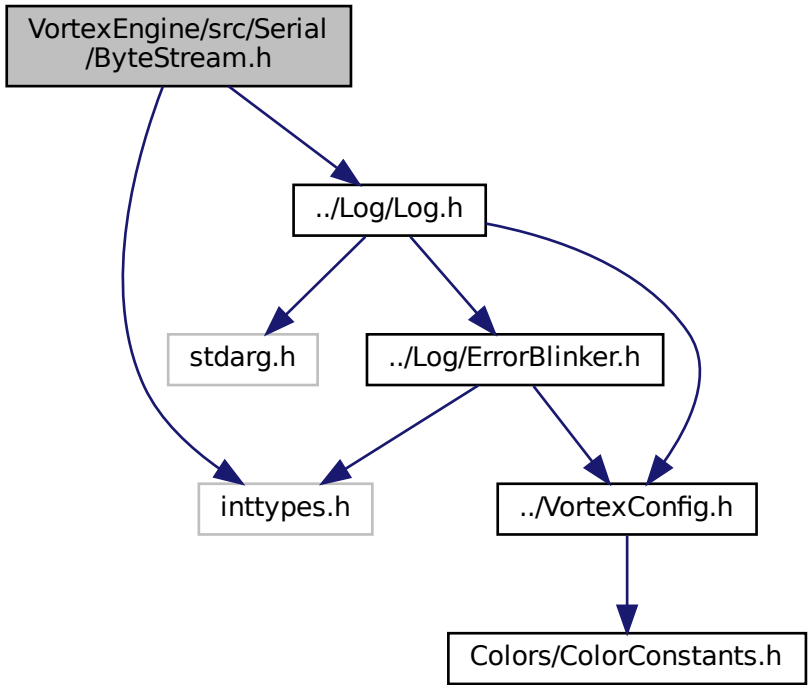 VortexEngine/src/Serial
/ByteStream.h
../Log/Log.h
stdarg.h
../Log/ErrorBlinker.h
inttypes.h
../VortexConfig.h
Colors/ColorConstants.h